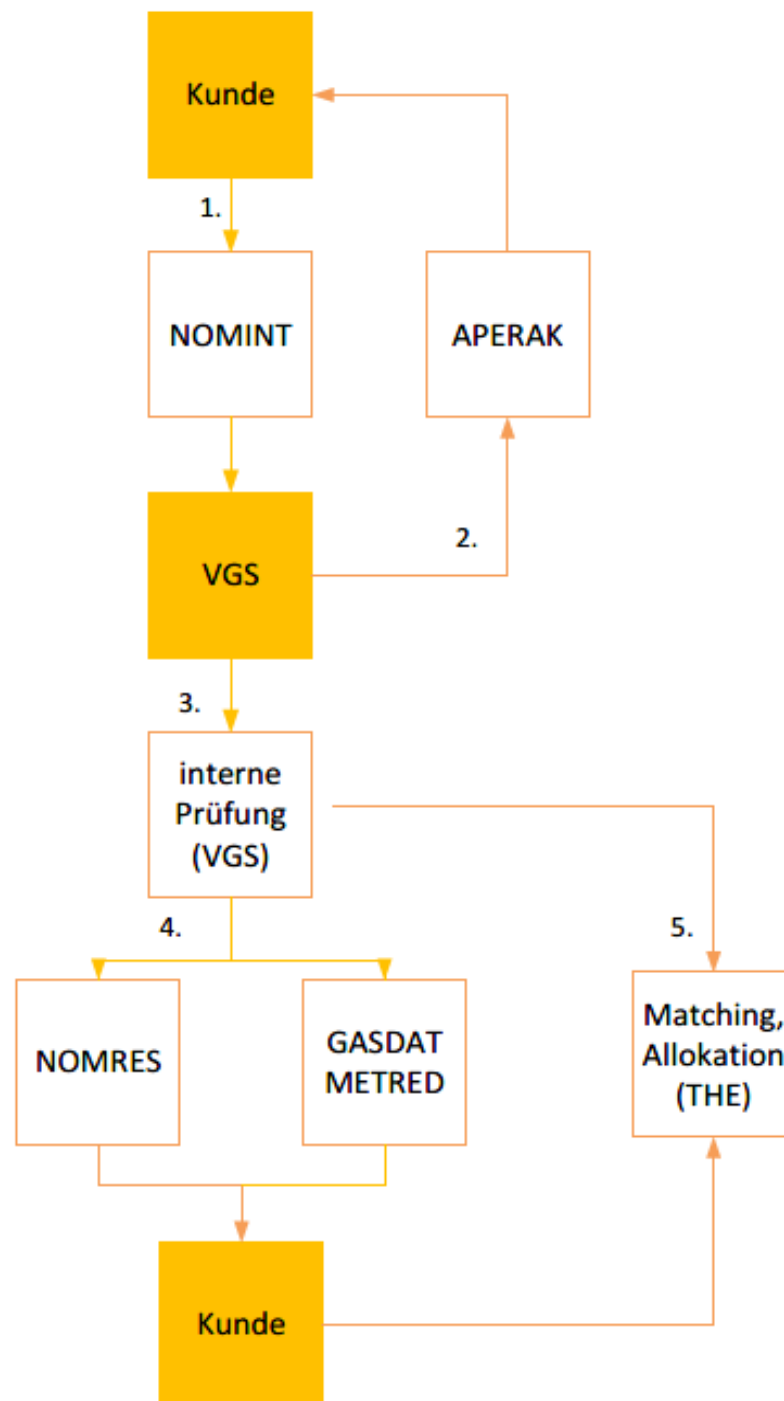 Kunde
1.
NOMINT
APERAK
VGS
2.
3.
interne
Prüfung
(VGS)
4.
5.
NOMRES
GASDAT
METRED
Matching,
Allokation
(THE)
Kunde